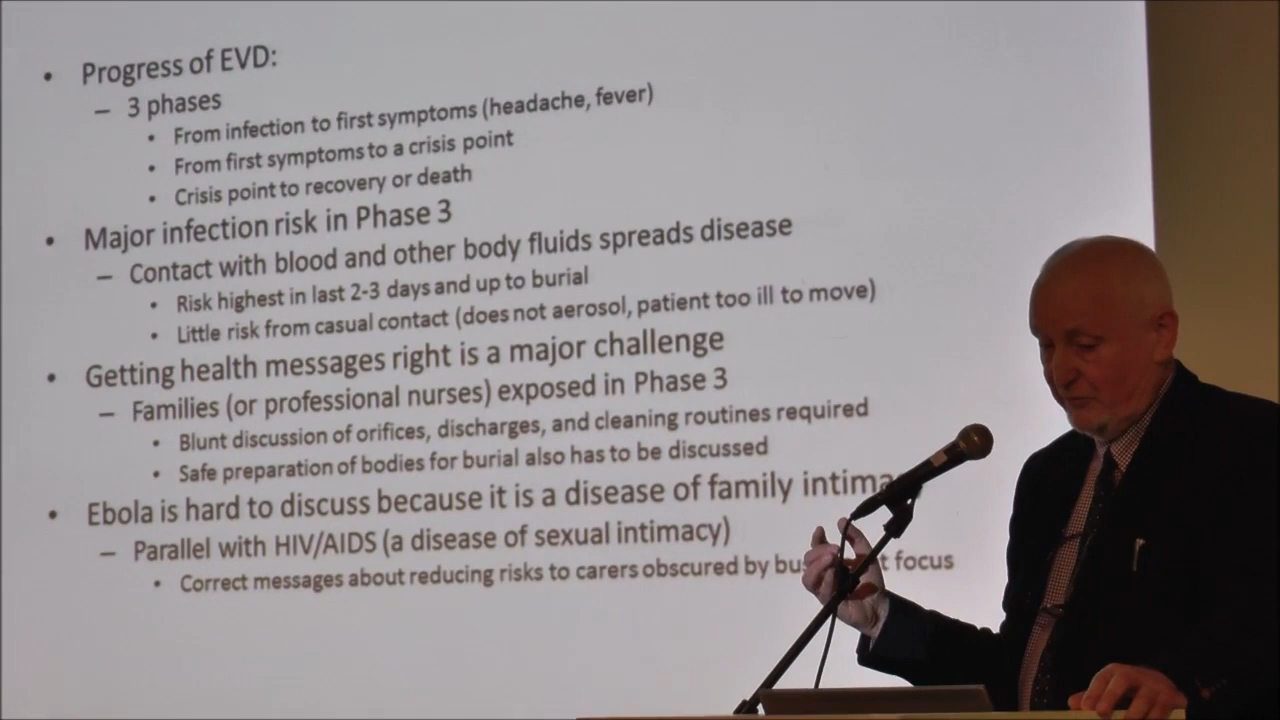 • Progress of EVD:
– 3 phases
• From infection to first symptoms (headache, fever)
• From first symptoms to a crisis point
• Crisis point to recovery or death
• Major infection risk in Phase 3
– Contact with blood and other body fluids spreads disease
• Risk highest in last 2-3 days and up to burial
• Little risk from casual contact (does not aerosol, patient too ill to move)
• Getting health messages right is a major challenge
– Families (or professional nurses) exposed in Phase 3
• Blunt discussion of orifices, discharges, and cleaning routines required
• Safe preparation of bodies for burial also has to be discussed
• Ebola is hard to discuss because it is a disease of family
– Parallel with HIV/AIDS (a disease of sexual intimacy)
• Correct messages about reducing risks to carers obscured by focus